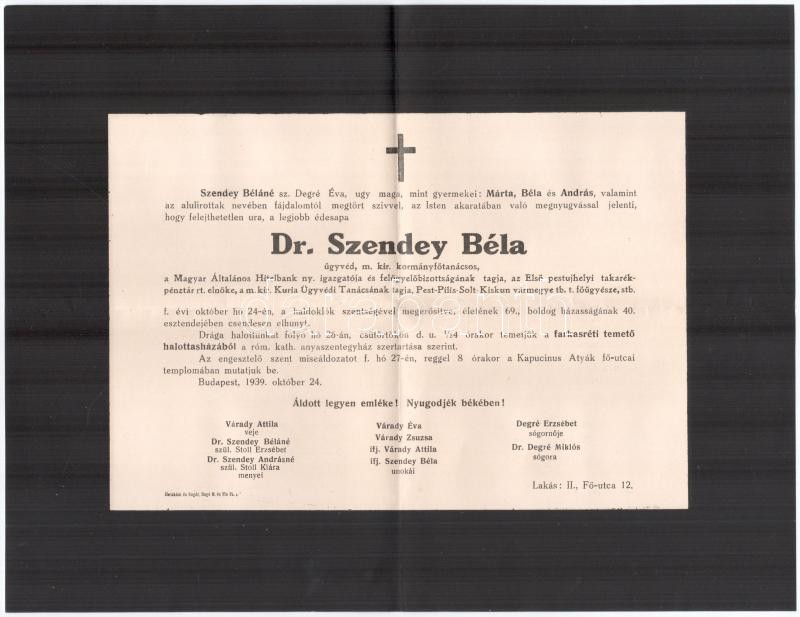 Szendey Béláné sz. Degré Éva, ugy maga, mint gyermekei: Márta, Béla és András, valamint
az alulirottak nevében fájdalomtól megtört szivvel, az Isten akaratában való megnyugvással jelenti,
hogy felejthetetlen ura, a legjobb édesapa
Dr. Szendey Béla
ügyvéd, m. kir. kormányfőtanácsos,
a Magyar Általános Hitelbank ny. igazgatója és felügyelőbizottságának tagja, az Első pestujhelyi takarék-
pénztár rt. elnöke, a m. kir. Kuria Ügyvédi Tanácsának tagja, Pest-Pilis-Solt-Kiskun vármegye tb. t. főügyésze, stb.
f. évi október hó 24-én, a haldoklók szentségével megerősitve, életének 69., boldog házasságának 40.
esztendejében csendesen elhunyt.
Drága halottunkat folyó hó 26-án, csütörtökön d. u. ½4 órakor temetjük a farkasréti temető
halottasházából a róm. kath. anyaszentegyház szertartása szerint.
Az engesztelő szent miseáldozatot f. hó 27-én, reggel 8 órakor a Kapucinus Atyák fő-utcai
templomában mutatjuk be.
Budapest, 1939. október 24.
Áldott legyen emléke! Nyugodjék békében!
Várady Attila
veje
Dr. Szendey Béláné
szül. Stoll Erzsébet
Dr. Szendey Andrásné
szül. Stoll Klára
menyei
Várady Éva
Várady Zsuzsa
ifj. Várady Attila
ifj. Szendey Béla
unokái
Degré Erzsébet
sógornője
Dr. Degré Miklós
sógora
Lakás: II., Fő-utca 12.
darabanth